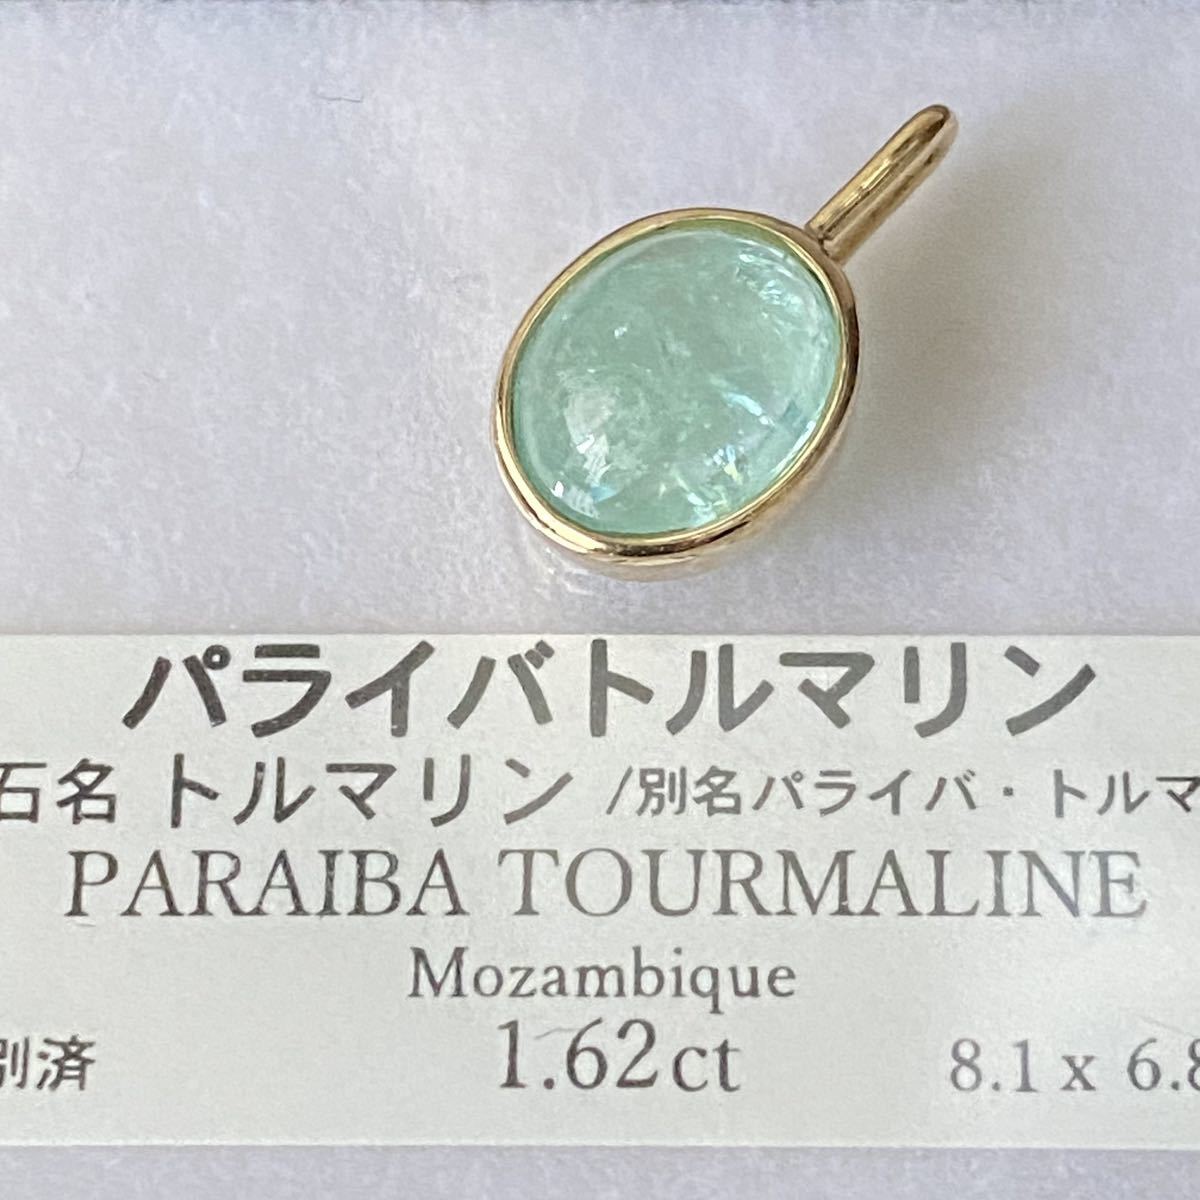 パライバトルマリン
石名 トルマリン /別名パライバ・トルマ
PARAIBA TOURMALINE
Mozambique
1.62ct
別済 8.1 x 6.8